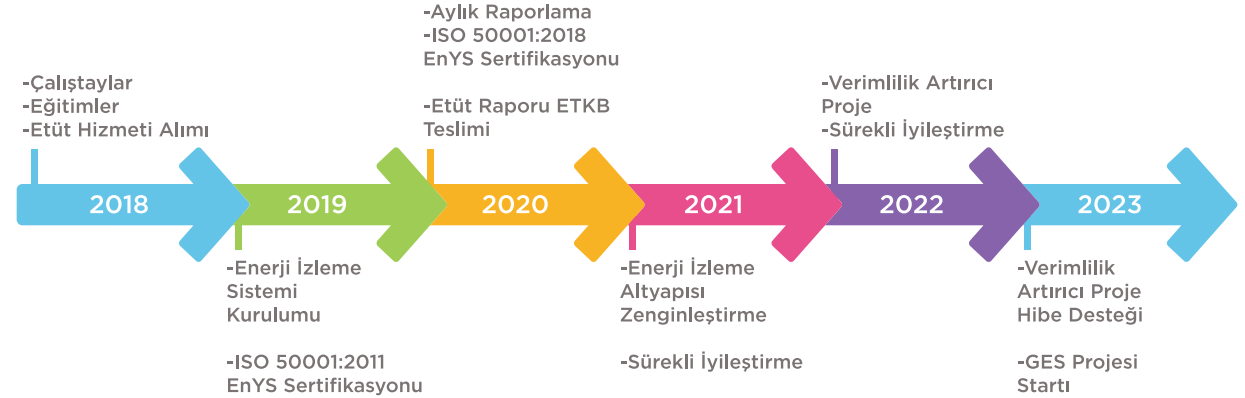 -Çalıştaylar
-Eğitimler
-Etüt Hizmeti Alımı
2018
2019
-Enerji İzleme
Sistemi
Kurulumu
-ISO 50001:2011
EnYS Sertifikasyonu
-Aylık Raporlama
-ISO 50001:2018
EnYS Sertifikasyonu
-Etüt Raporu ETKB
Teslimi
2020
2021
-Enerji İzleme
Altyapısı
Zenginleştirme
-Sürekli İyileştirme
-Verimlilik Artırıcı
Proje
-Sürekli İyileştirme
2022
2023
-Verimlilik
Artırıcı Proje
Hibe Desteği
-GES Projesi
Startı